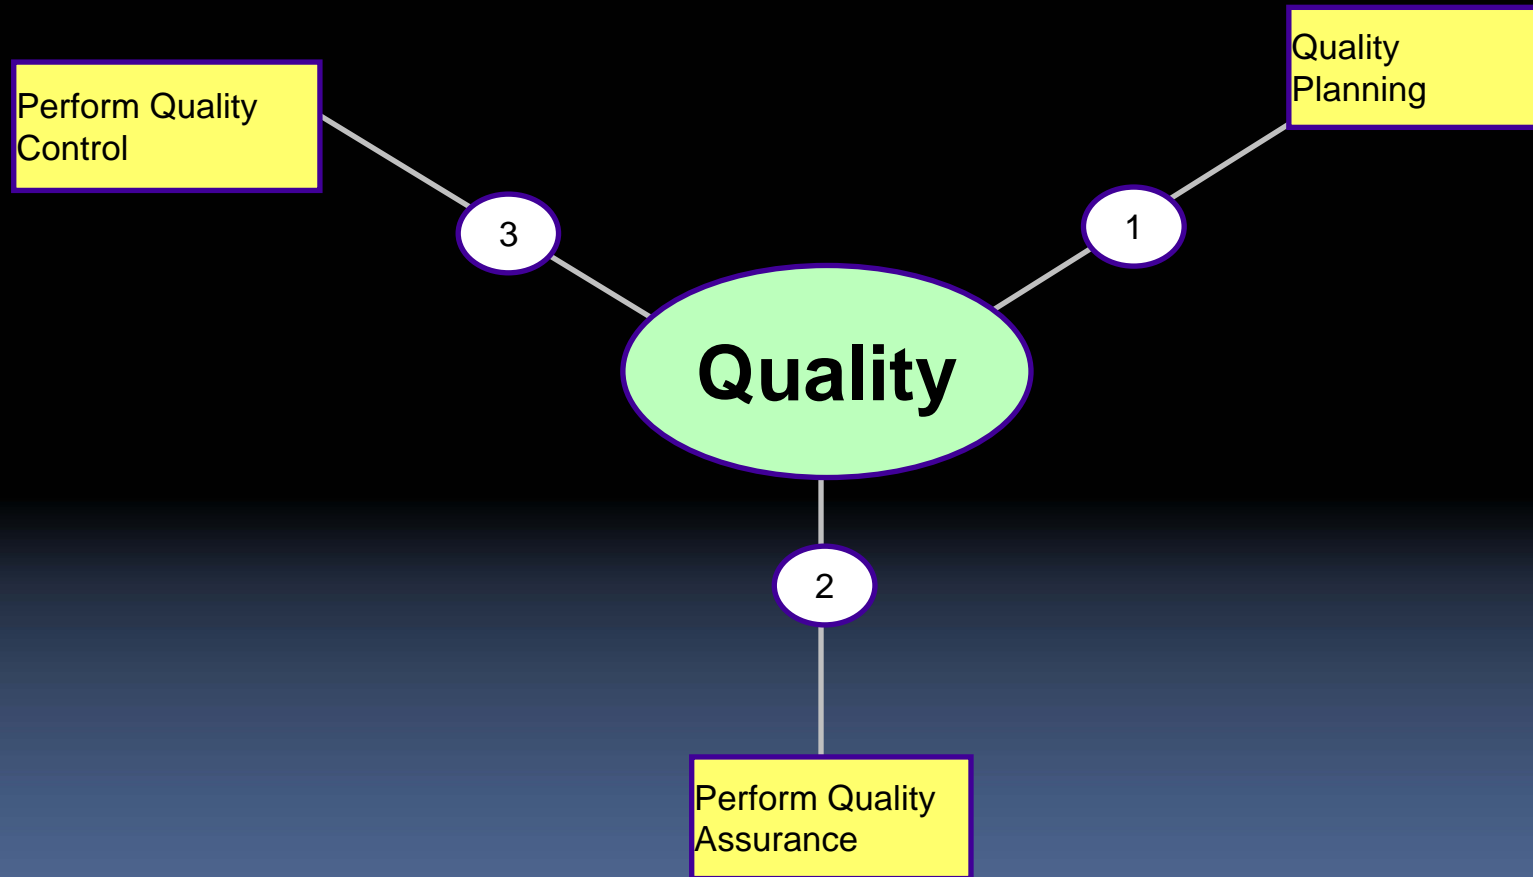 Quality
Planning
Perform Quality
Control
3
1
Quality
2
Perform Quality
Assurance